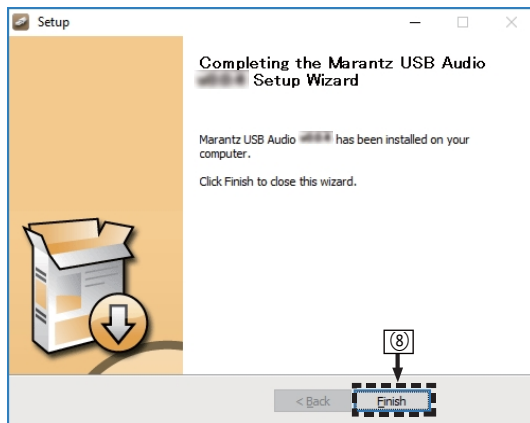 Setup
Completing the Marantz USB Audio
Setup Wizard
Marantz USB Audio has been installed on your
computer.
Click Finish to close this wizard.
(8)
< Back
Finish